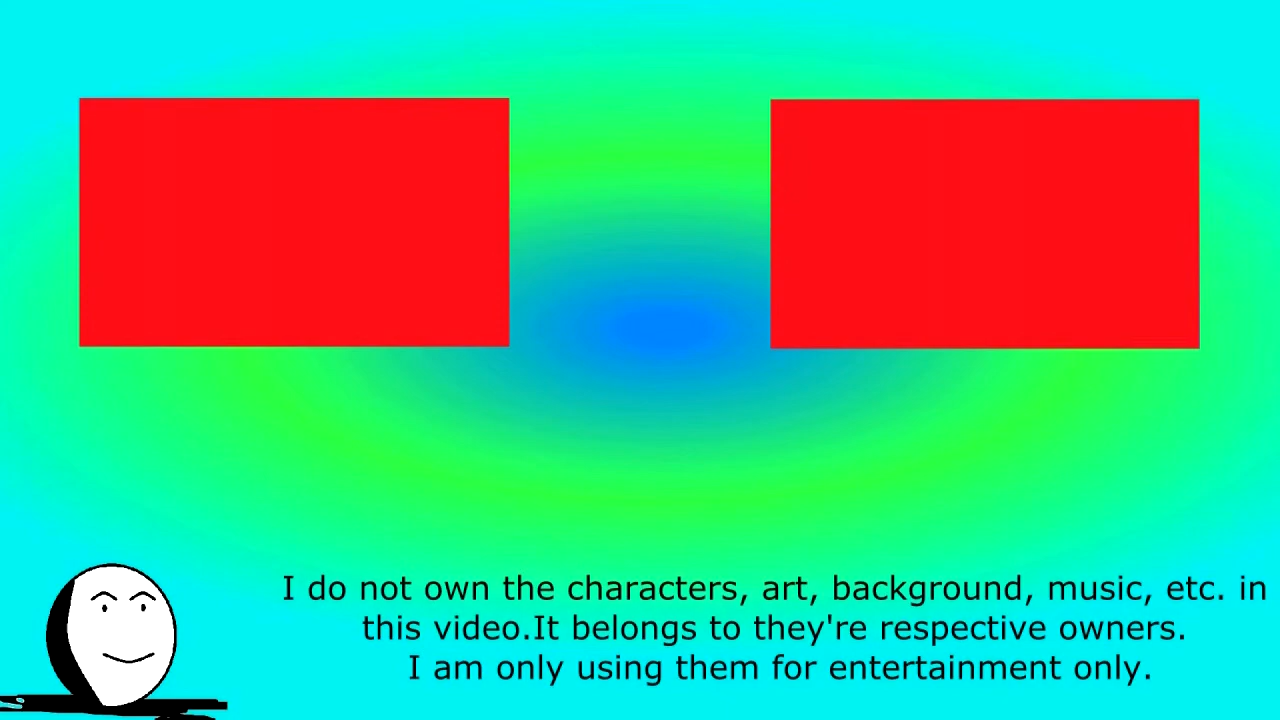 I do not own the characters, art, background, music, etc. in
this video.It belongs to they're respective owners.
I am only using them for entertainment only.